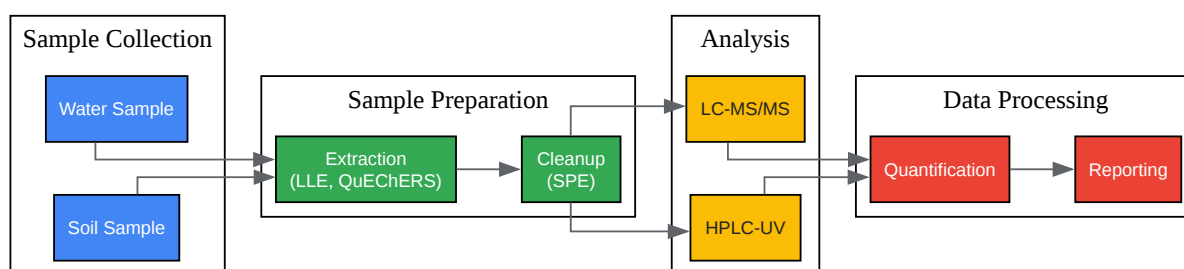 Sample Collection
Water Sample
Soil Sample
Sample Preparation
Extraction
(LLE, QuEChERS)
Cleanup
(SPE)
Analysis
LC-MS/MS
HPLC-UV
Data Processing
Quantification
Reporting